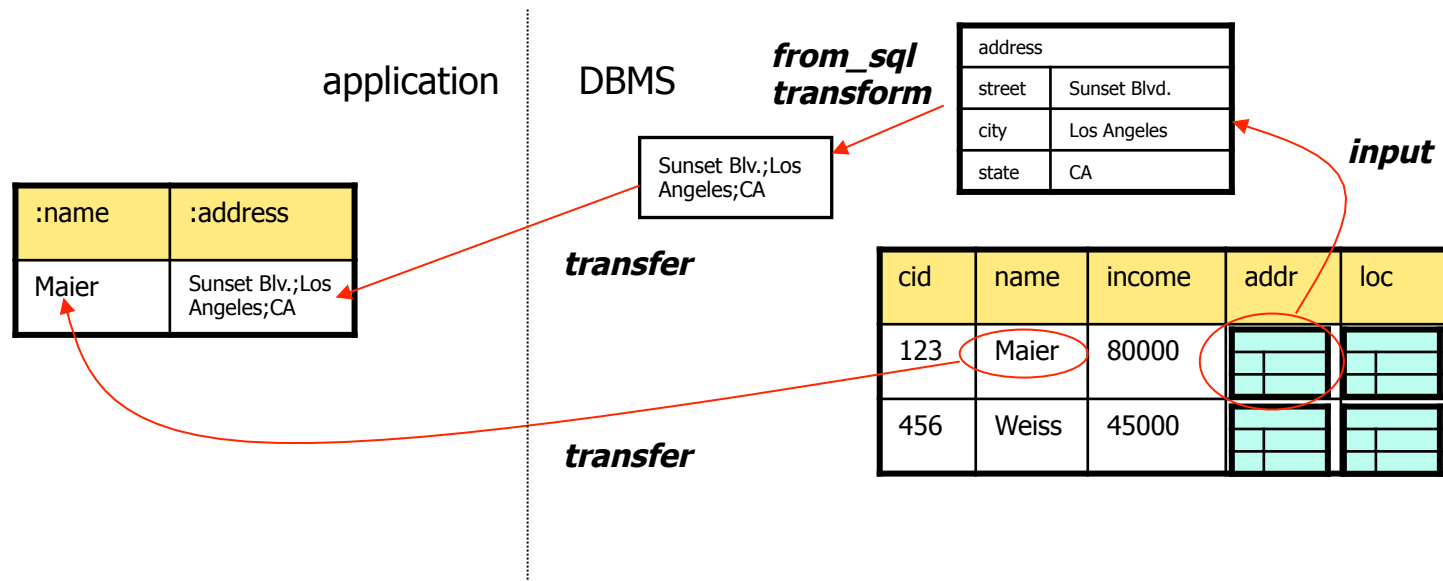 application
DBMS
from_sql
transform
address
street Sunset Blvd.
city Los Angeles
state CA
input
Sunset Blv.;Los
Angeles;CA
:name :address
Maier Sunset Blv.;Los
Angeles;CA
transfer
cid name income addr loc
123 Maier 80000
456 Weiss 45000
transfer